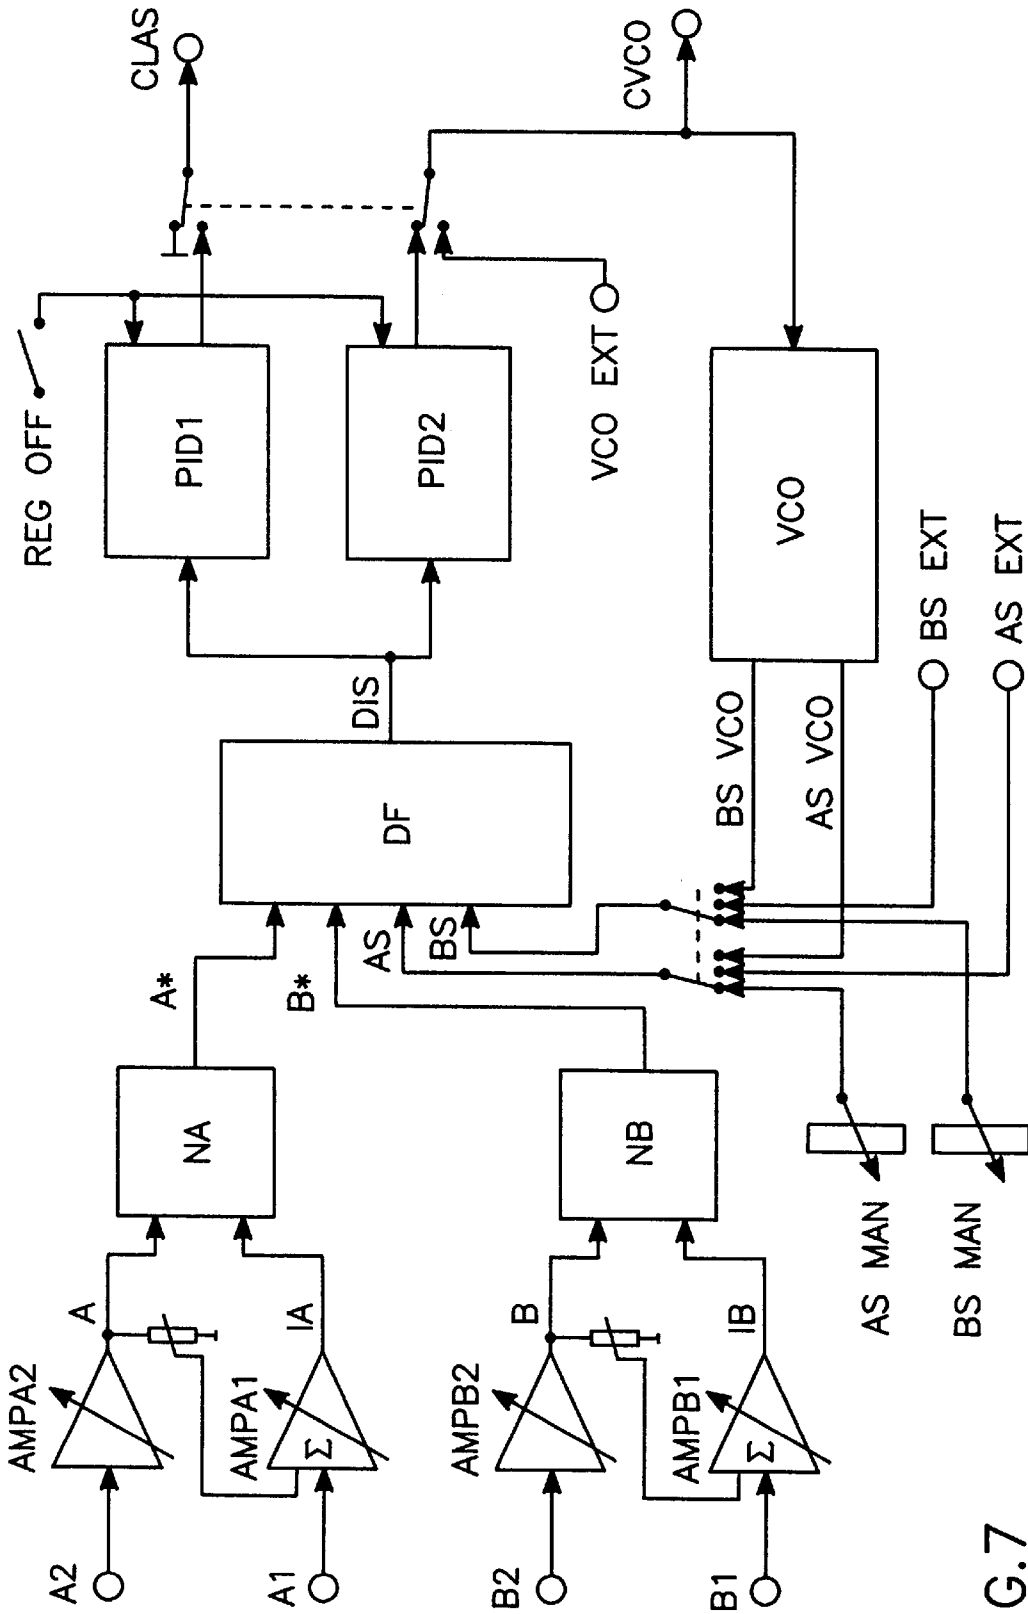 A2
AMPA2
A
A1
AMPA1
Σ
IA
B2
AMPB2
B
B1
AMPB1
Σ
IB
NA
A*
NB
B*
AS
BS
DF
DIS
REG OFF
PID1
PID2
CLAS
CVCO
VCO EXT
VCO
BS VCO
AS VCO
BS EXT
AS EXT
AS MAN
BS MAN
G.7